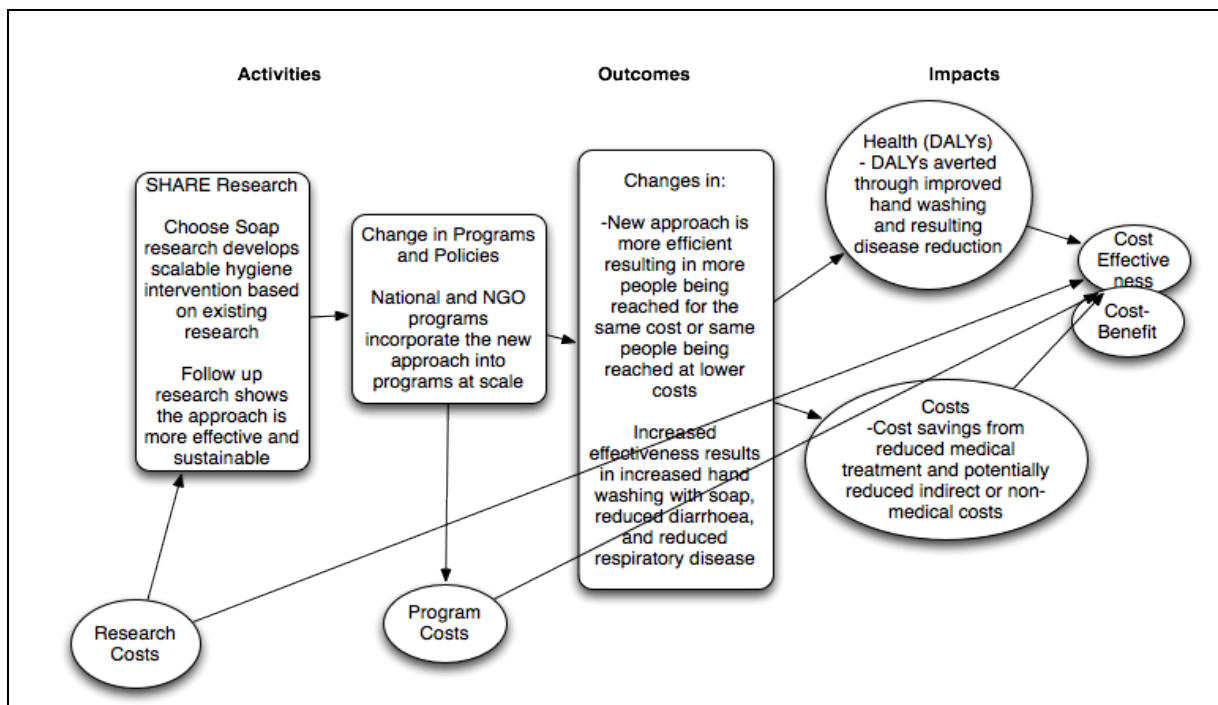 Activities
Outcomes
Impacts
SHARE Research
Choose Soap
research develops
scalable hygiene
intervention based
on existing
research
Follow up
research shows
the approach is
more effective and
sustainable
Change in Programs
and Policies
National and NGO
programs
incorporate the new
approach into
programs at scale
Changes in:
-New approach is
more efficient
resulting in more
people being
reached for the
same cost or same
people being
reached at lower
costs
Increased
effectiveness results
in increased hand
washing with soap,
reduced diarrhoea,
and reduced
respiratory disease
Health (DALYs)
- DALYs averted
through improved
hand washing
and resulting
disease reduction
Costs
-Cost savings from
reduced medical
treatment and potentially
reduced indirect or non-
medical costs
Cost
Effective
ness
Cost-
Benefit
Research
Costs
Program
Costs